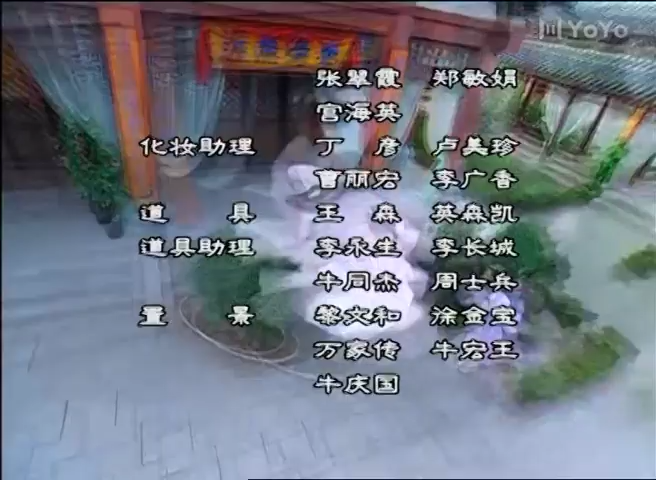 YoYo
张翠霞 郑敏娟
宫海英
化妆助理 丁彦 卢美珍
曹丽宏 李广香
道具 王森 英森凯
道具助理 李永生 李长城
牛同杰 周士兵
置景 黎文和 涂金宝
万家传 牛宏王
牛庆国